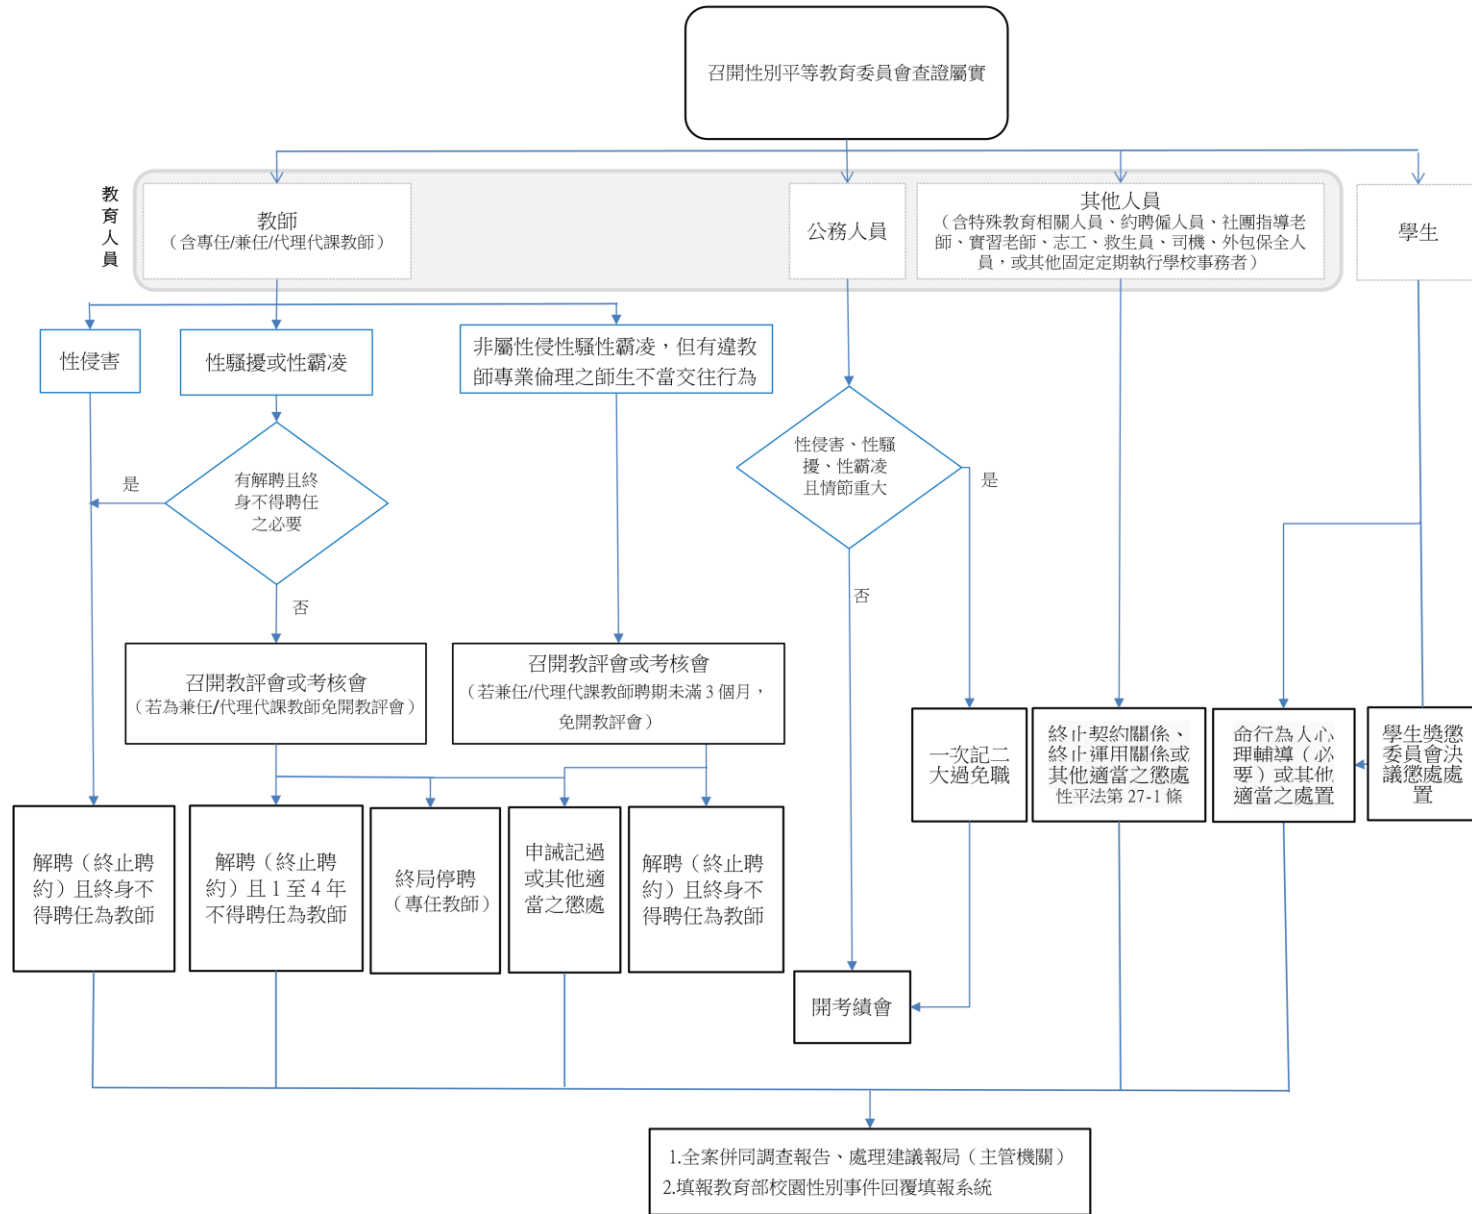 召開性別平等教育委員會查證屬實
教育人員
教師
（含專任/兼任/代理代課教師）
公務人員
其他人員
（含特殊教育相關人員、約聘僱人員、社團指導老
師、實習老師、志工、救生員、司機、外包保全人
員，或其他固定定期執行學校事務者）
學生
性侵害
性騷擾或性霸凌
非屬性侵性騷性霸凌，但有違教
師專業倫理之師生不當交往行為
性侵害、性騷
擾、性霸凌
且情節重大
是
有解聘且終
身不得聘任
之必要
是
否
否
召開教評會或考核會
（若為兼任/代理代課教師免開教評會）
召開教評會或考核會
（若兼任/代理代課教師聘期未滿 3 個月，
免開教評會）
一次記二
大過免職
終止契約關係、
終止運用關係或
其他適當之懲處
性平法第 27-1 條
命行為人心
理輔導（必
要）或其他
適當之處置
學生獎懲
委員會決
議懲處處
置
解聘（終止聘
約）且終身不
得聘任為教師
解聘（終止聘
約）且 1 至 4 年
不得聘任為教師
終局停聘
（專任教師）
申誡記過
或其他適
當之懲處
解聘（終止聘
約）且終身不
得聘任為教師
開考績會
1.全案併同調查報告、處理建議報局（主管機關）
2.填報教育部校園性別事件回覆填報系統